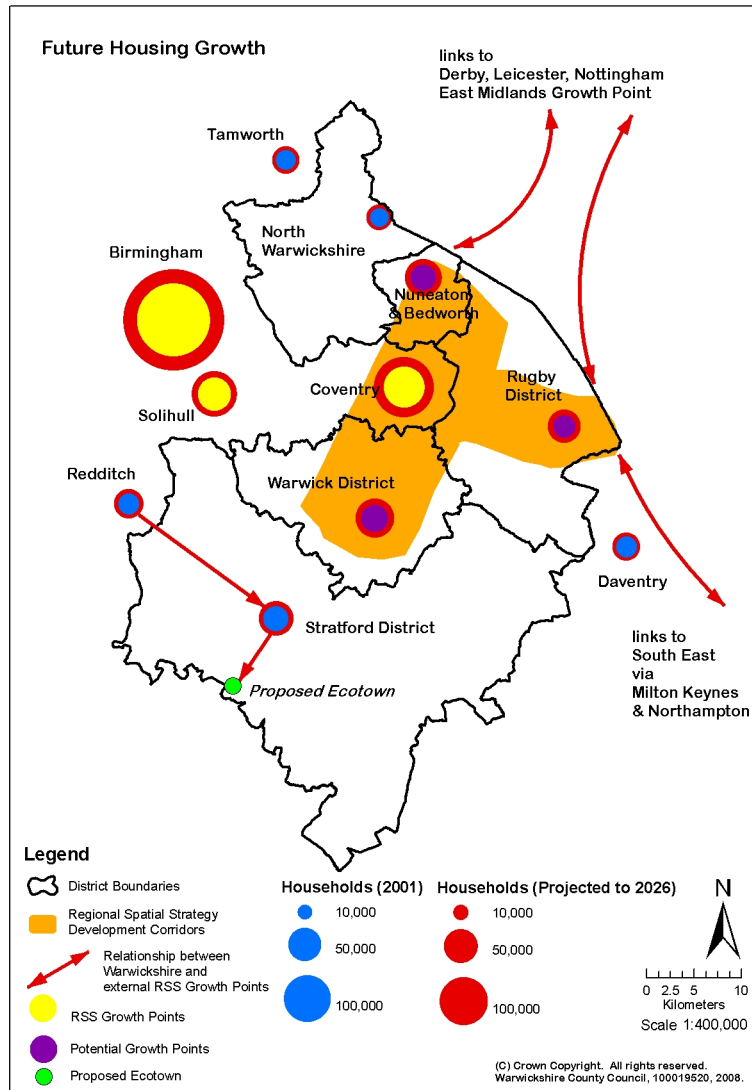 Future Housing Growth
links to
Derby, Leicester, Nottingham
East Midlands Growth Point
Tamworth
North
Warwickshire
Birmingham
Nuneaton
& Bedworth
Coventry
Rugby
District
Solihull
Redditch
Warwick District
Daventry
Stratford District
links to
South East
via
Milton Keynes
& Northampton
Proposed Ecotown
Legend
District Boundaries
Regional Spatial Strategy
Development Corridors
Relationship between
Warwickshire and
external RSS Growth Points
RSS Growth Points
Potential Growth Points
Proposed Ecotown
Households (2001)
10,000
50,000
100,000
Households (Projected to 2026)
10,000
50,000
100,000
N
0 2.5 5 10
Kilometers
Scale 1:400,000
(C) Crown Copyright. All rights reserved.
Warwickshire County Council, 100019520, 2008.